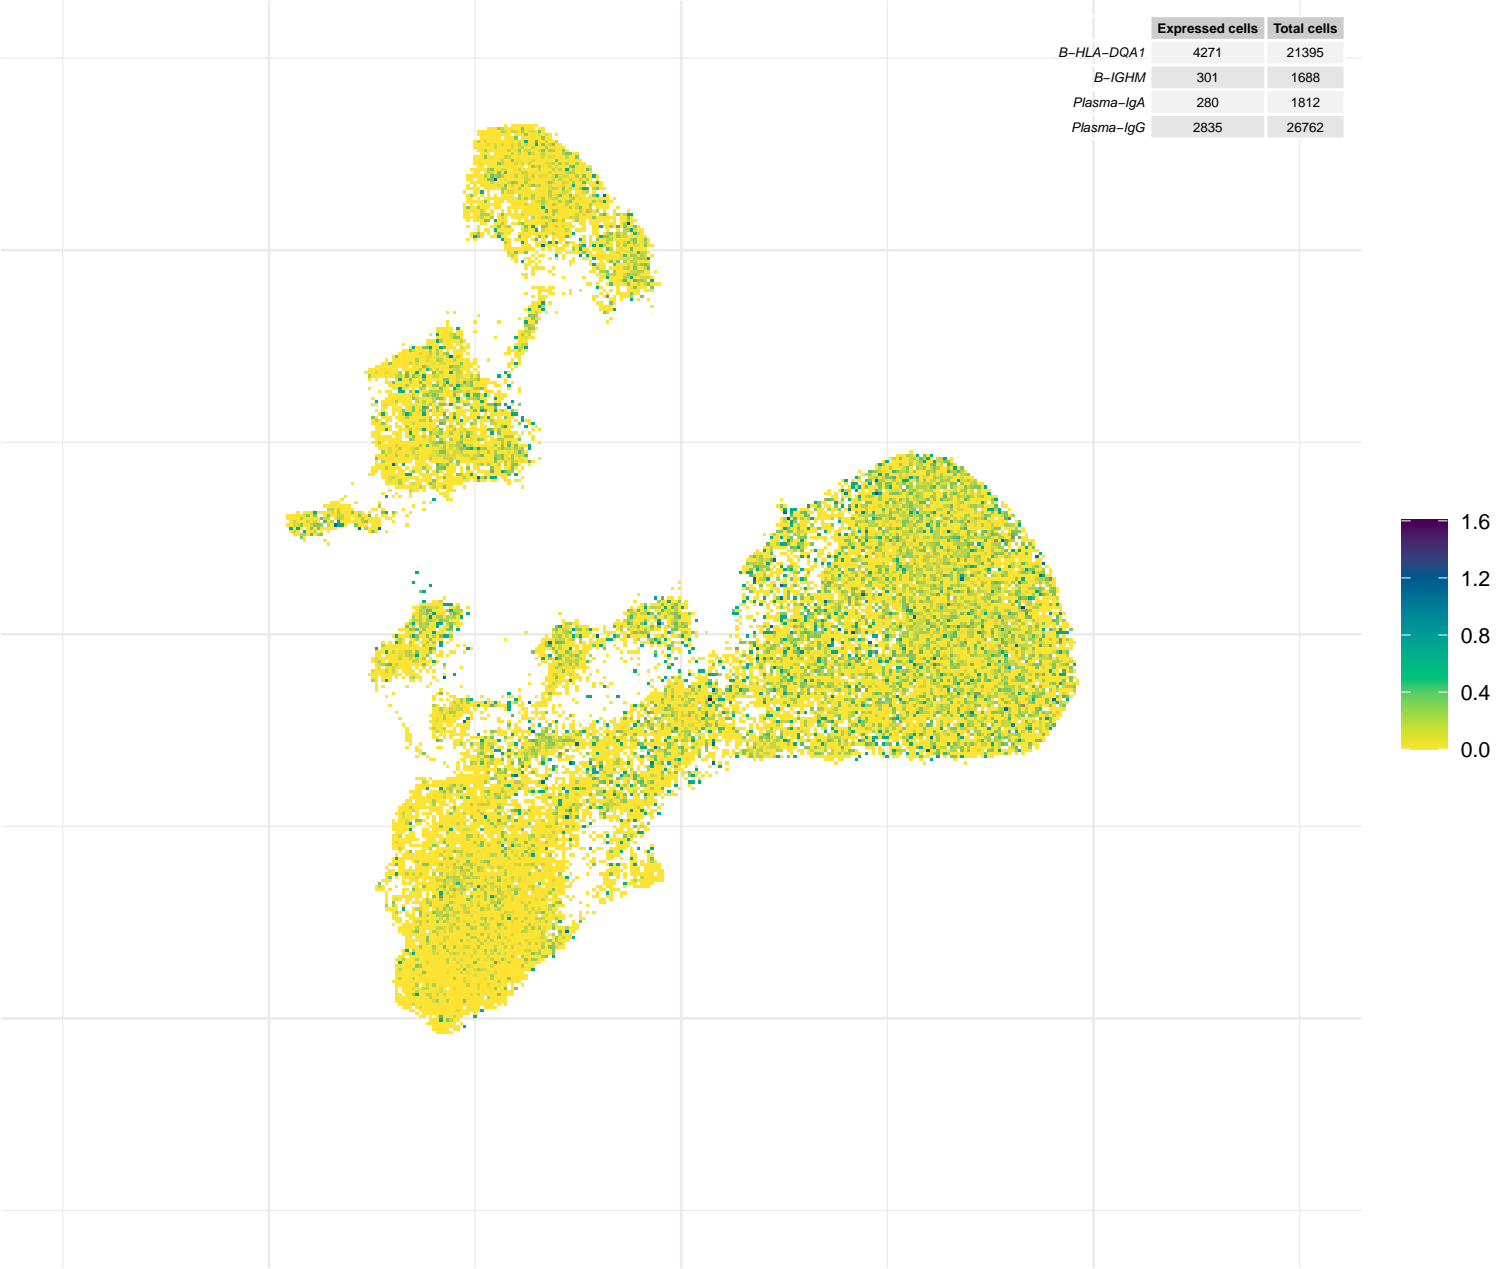 Expressed cells Total cells
B−HLA−DQA1 4271 21395
B−IGHM 301 1688
Plasma−IgA 280 1812
Plasma−IgG 2835 26762
1.6
1.2
0.8
0.4
0.0